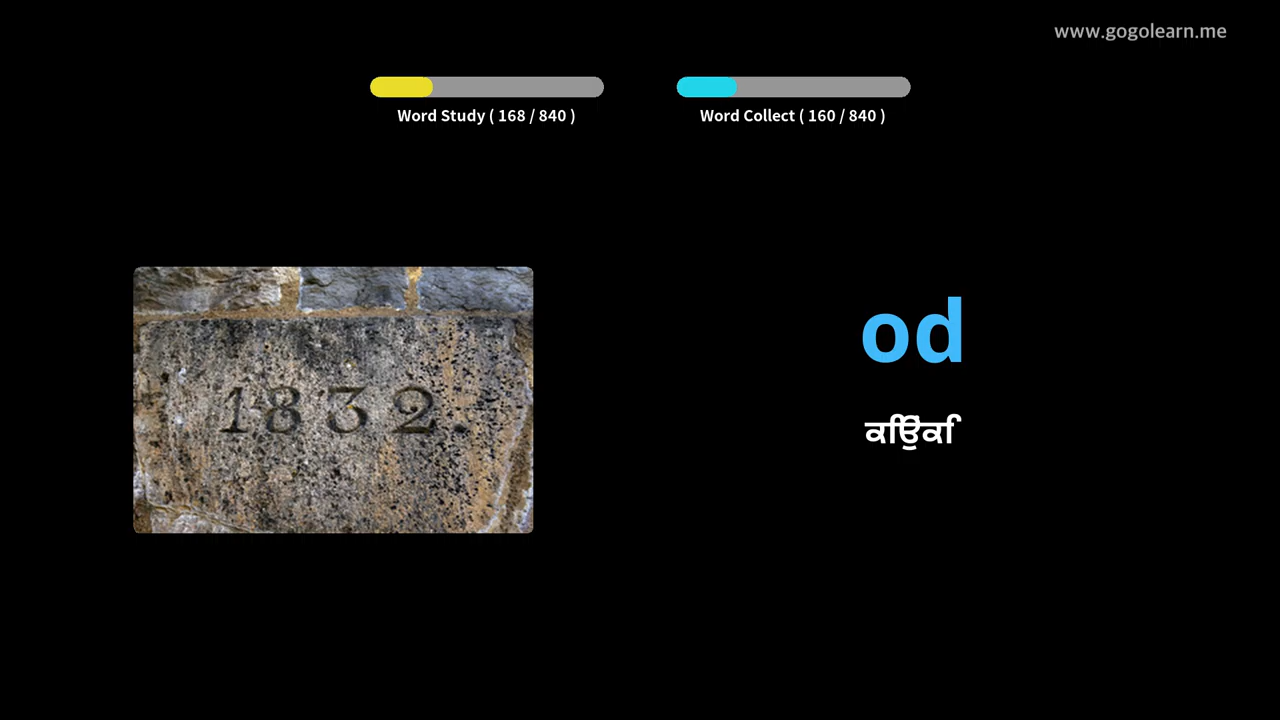 www.gogolearn.me
Word Study ( 168 / 840 )
Word Collect ( 160 / 840 )
1832.
od
ਕਉਿਂਕਿ